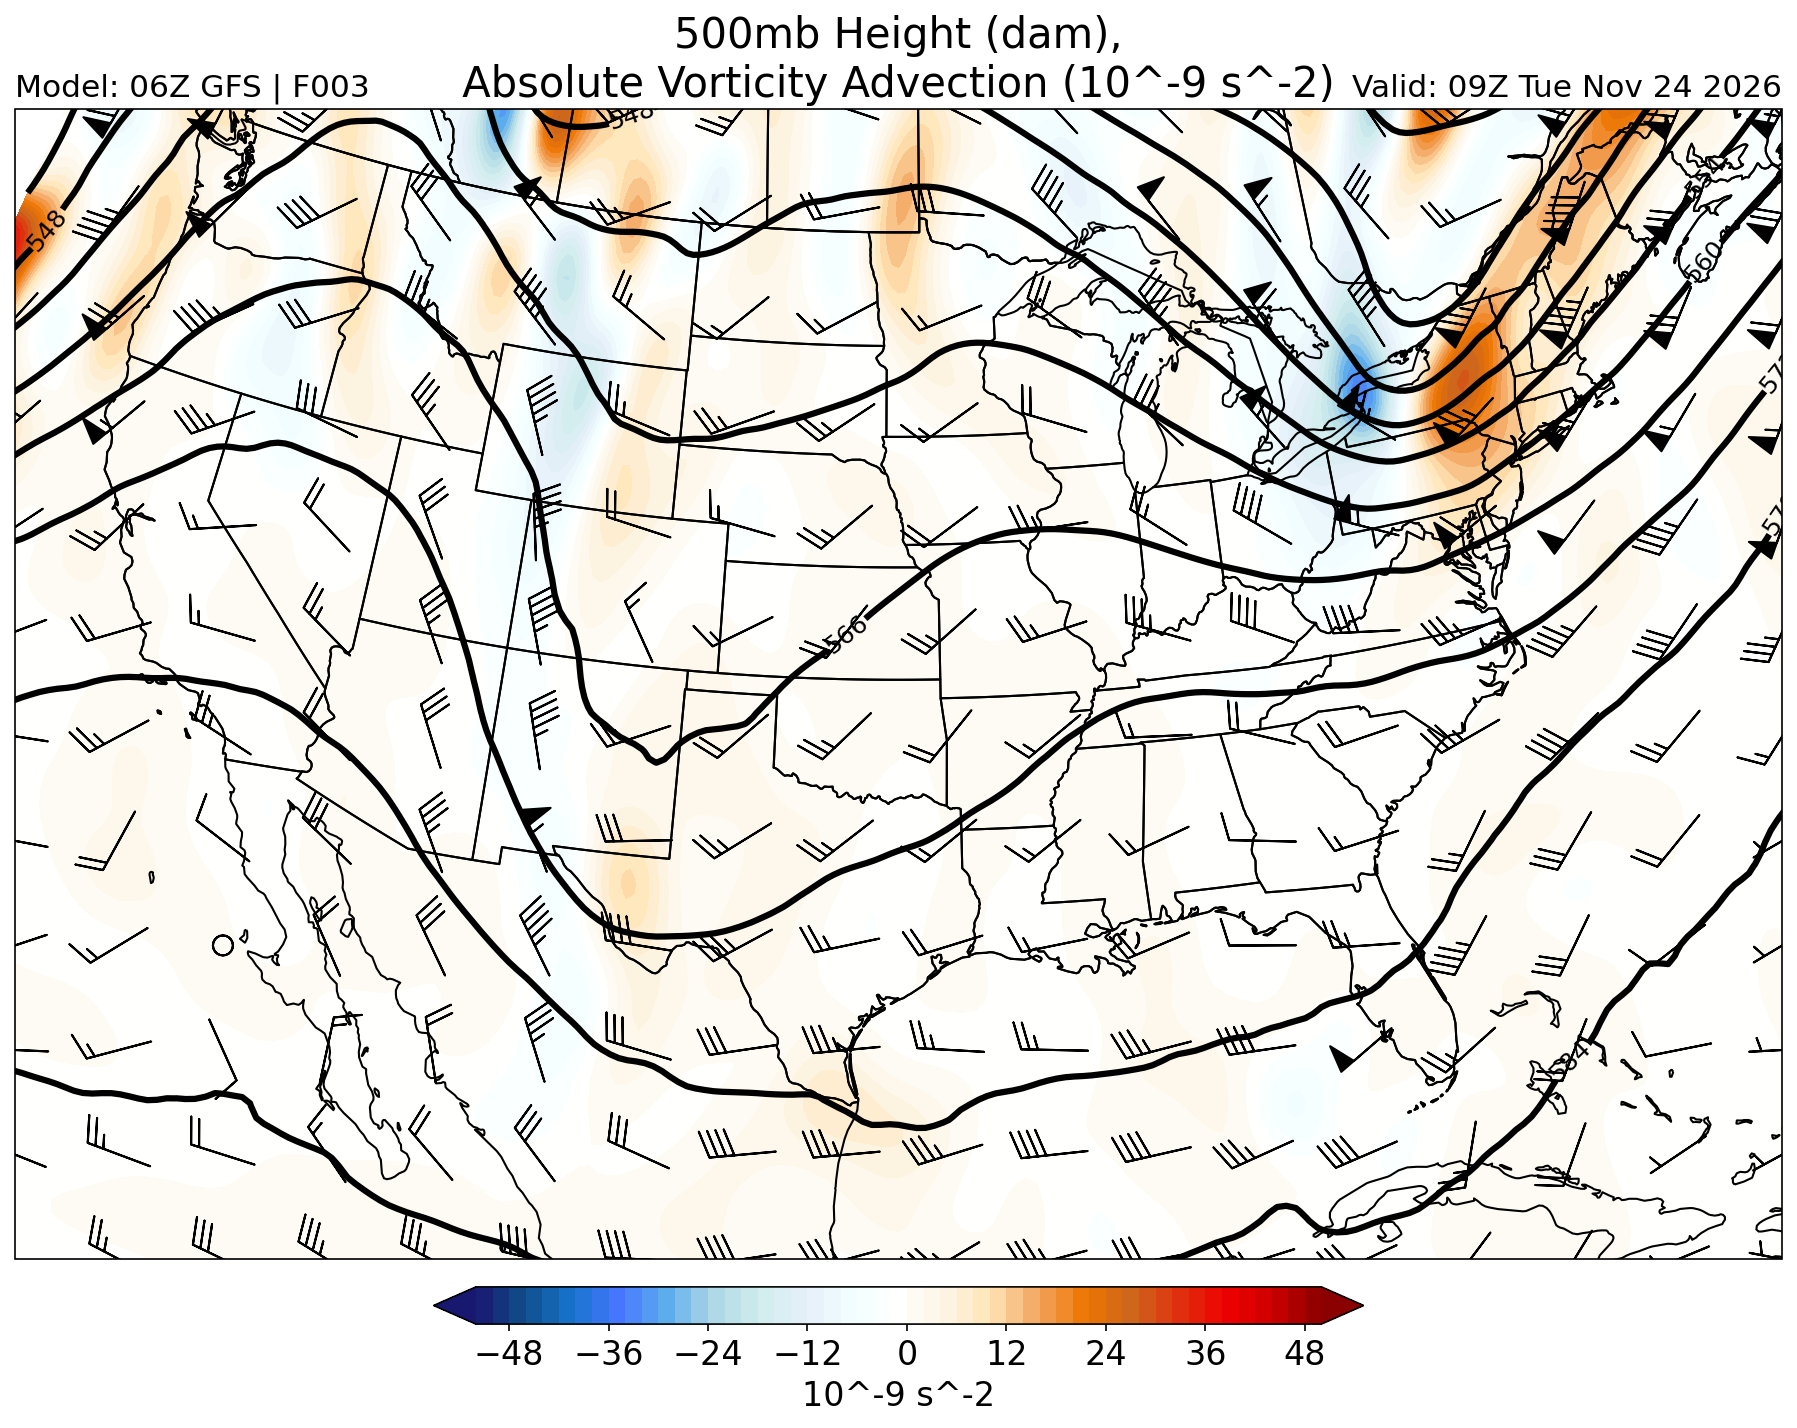 500mb Height (dam),
Model: 06Z GFS | F003
Absolute Vorticity Advection (10^-9 s^-2)
Valid: 09Z Tue Nov 24 2026
548
548
560
566
−48 −36 −24 −12 0 12 24 36 48
10^-9 s^-2